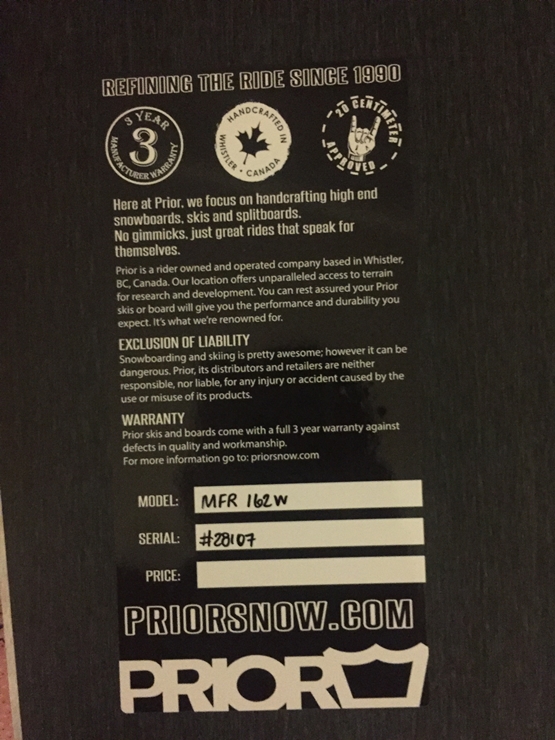 REFINING THE RIDE SINCE 1990
3 YEAR
3
MANUFACTURER WARRANTY
HANDCRAFTED IN
WHISTLER • CANADA
20 CENTIMETER
APPROVED
Here at Prior, we focus on handcrafting high end
snowboards, skis and splitboards.
No gimmicks, just great rides that speak for
themselves.
Prior is a rider owned and operated company based in Whistler,
BC, Canada. Our location offers unparalleled access to terrain
for research and development. You can rest assured your Prior
skis or board will give you the performance and durability you
expect. It's what we're renowned for.
EXCLUSION OF LIABILITY
Snowboarding and skiing is pretty awesome; however it can be
dangerous. Prior, its distributors and retailers are neither
responsible, nor liable, for any injury or accident caused by the
use or misuse of its products.
WARRANTY
Prior skis and boards come with a full 3 year warranty against
defects in quality and workmanship.
For more information go to: priorsnow.com
MODEL: MFR 162W
SERIAL: #28107
PRICE:
PRIORSNOW.COM
PRIOR